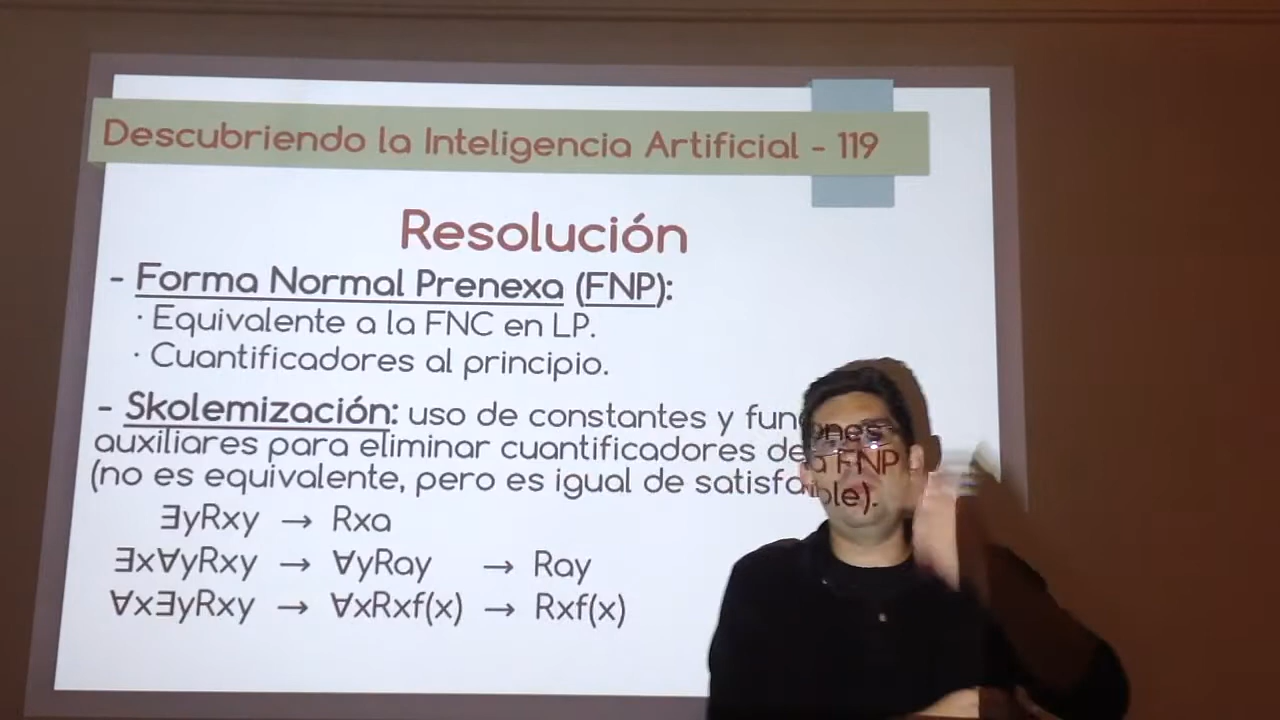 Descubriendo la Inteligencia Artificial - 119
Resolución
- Forma Normal Prenexa (FNP):
· Equivalente a la FNC en LP.
· Cuantificadores al principio.
- Skolemización: uso de constantes y funciones
auxiliares para eliminar cuantificadores de la FNP
(no es equivalente, pero es igual de satisfacible).
∃yRxy → Rxa
∃x∀yRxy → ∀yRay → Ray
∀x∃yRxy → ∀xRxf(x) → Rxf(x)